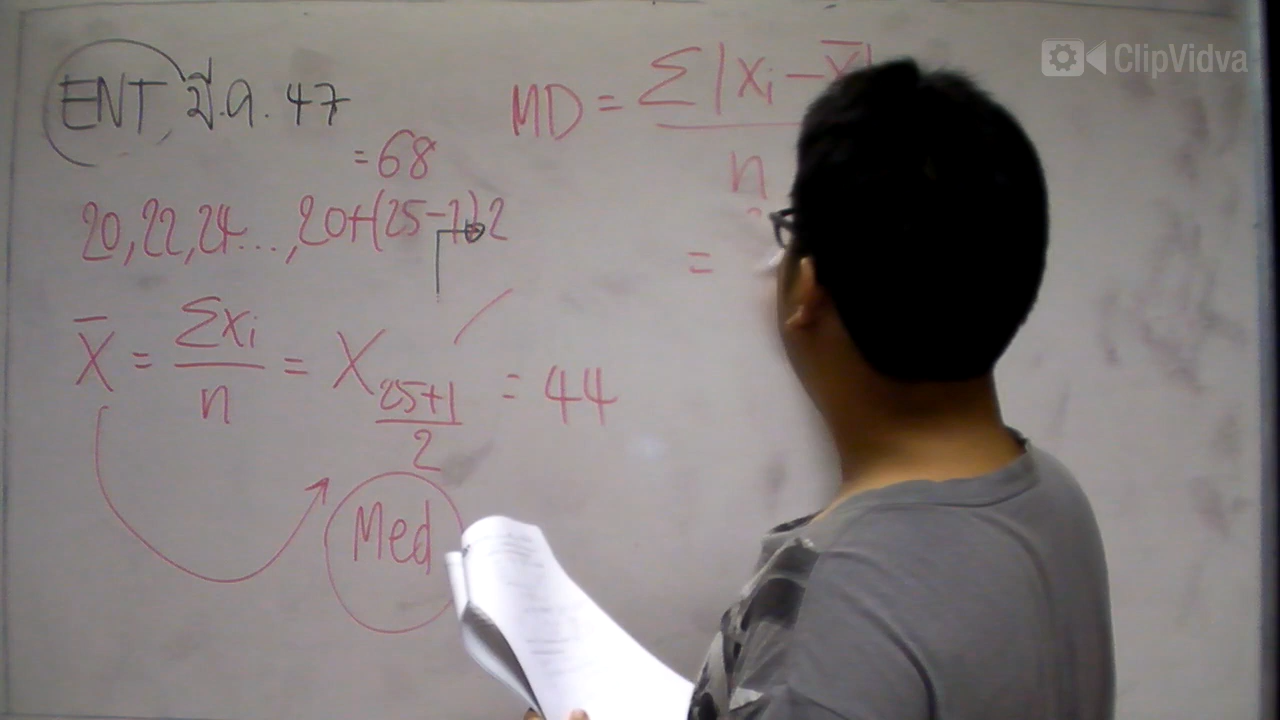 ENT, มี.ค. 47
= 68
20, 22, 24 ..., 20+(25-1)2
X̄ = Σxi/n = X (25+1)/2 = 44
Med
MD = Σ|xi - x̄|/n
=
ClipVidva